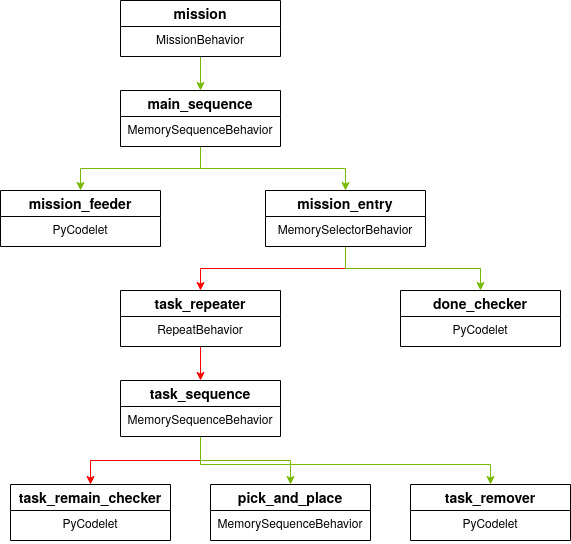 mission
MissionBehavior
main_sequence
MemorySequenceBehavior
mission_feeder
PyCodelet
mission_entry
MemorySelectorBehavior
task_repeater
RepeatBehavior
done_checker
PyCodelet
task_sequence
MemorySequenceBehavior
task_remain_checker
PyCodelet
pick_and_place
MemorySequenceBehavior
task_remover
PyCodelet